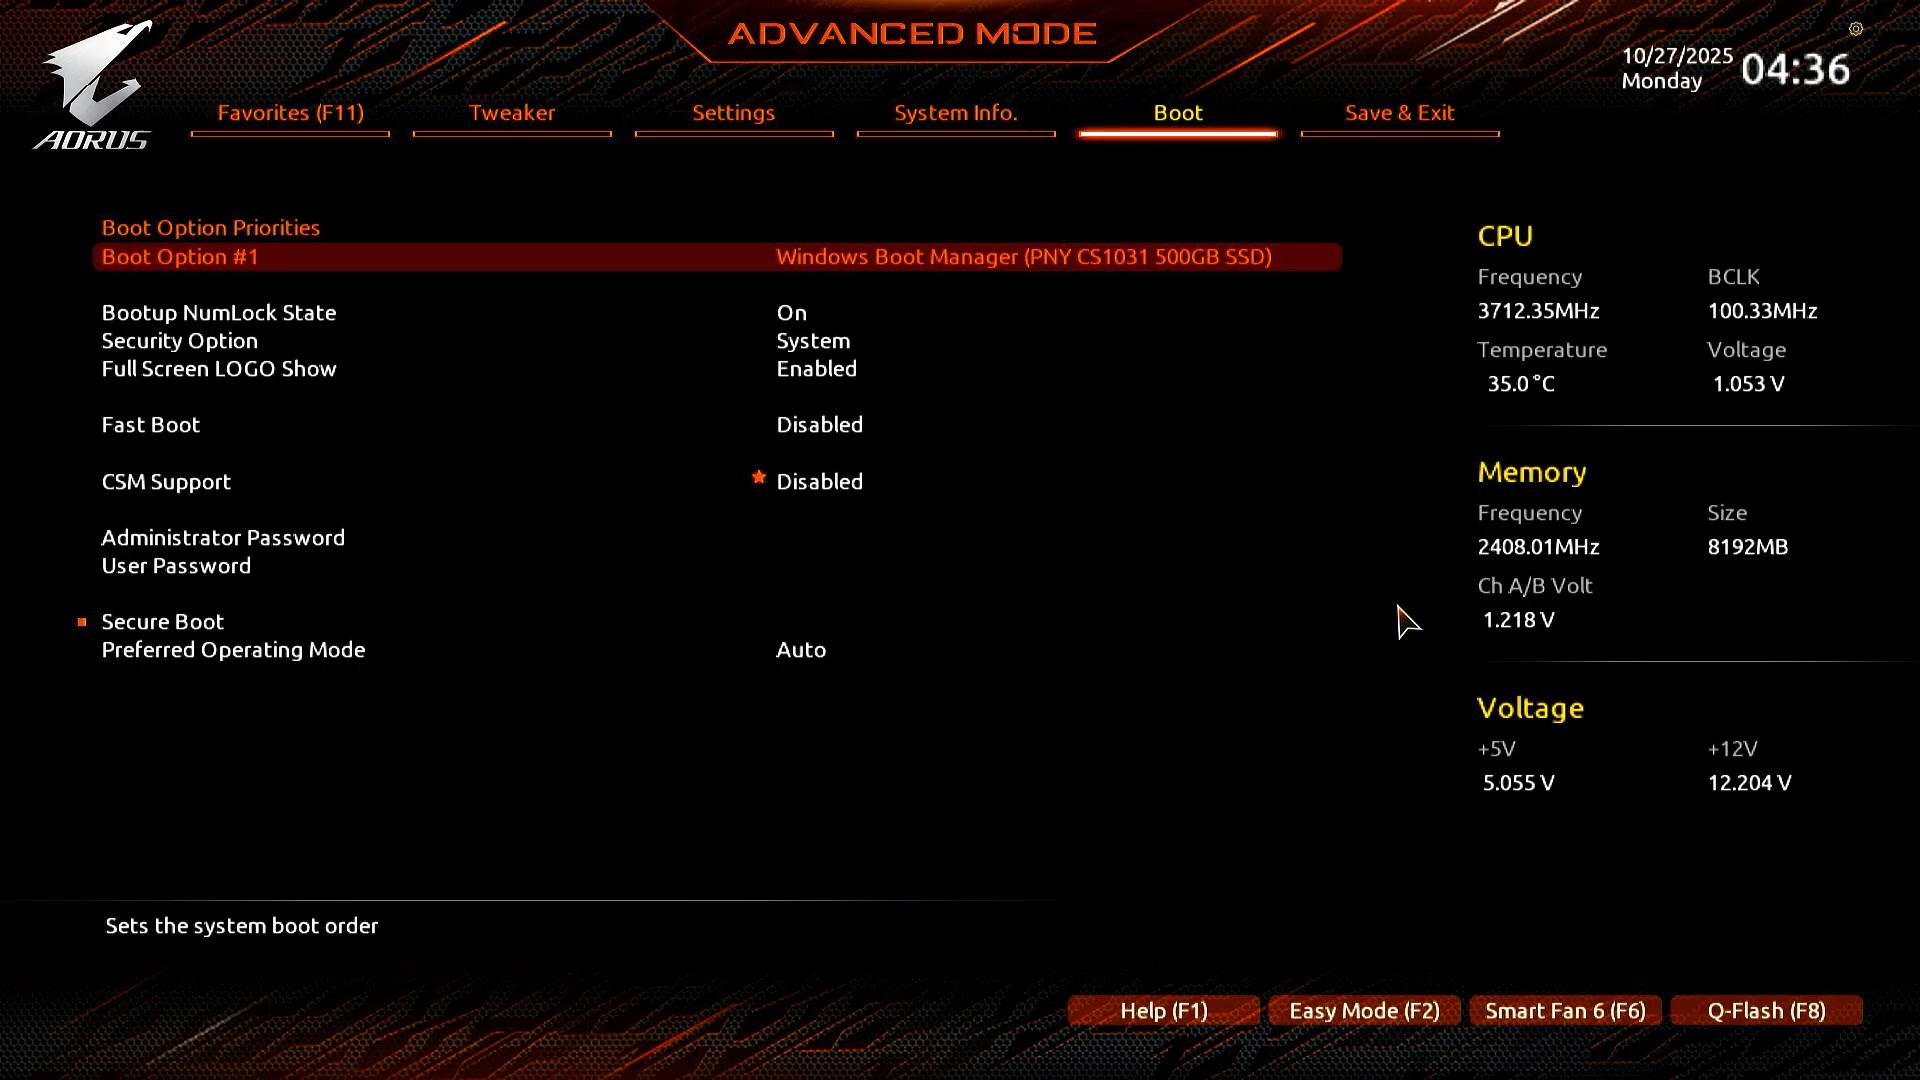 ADVANCED MODE
AORUS
10/27/2025
Monday
04:36
Favorites (F11)
Tweaker
Settings
System Info.
Boot
Save & Exit
Boot Option Priorities
Boot Option #1 Windows Boot Manager (PNY CS1031 500GB SSD)
Bootup NumLock State On
Security Option System
Full Screen LOGO Show Enabled
Fast Boot Disabled
CSM Support Disabled
Administrator Password
User Password
Secure Boot
Preferred Operating Mode Auto
CPU
Frequency BCLK
3712.35MHz 100.33MHz
Temperature Voltage
35.0 °C 1.053 V
Memory
Frequency Size
2408.01MHz 8192MB
Ch A/B Volt
1.218 V
Voltage
+5V +12V
5.055 V 12.204 V
Sets the system boot order
Help (F1)
Easy Mode (F2)
Smart Fan 6 (F6)
Q-Flash (F8)